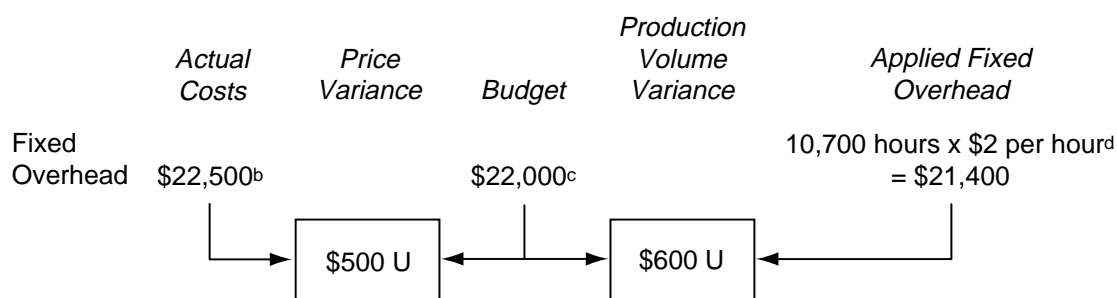 Actual Costs
Price Variance
Budget
Production Volume Variance
Applied Fixed Overhead
Fixed Overhead
$22,500b
$22,000c
10,700 hours x $2 per hourd
= $21,400
$500 U
$600 U